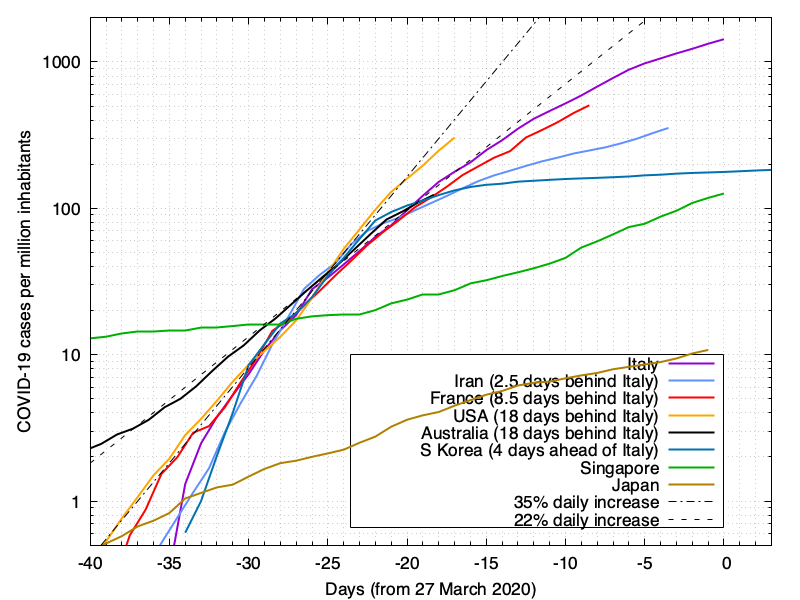 1000
100
10
1
COVID-19 cases per million inhabitants
Italy
Iran (2.5 days behind Italy)
France (8.5 days behind Italy)
USA (18 days behind Italy)
Australia (18 days behind Italy)
S Korea (4 days ahead of Italy)
Singapore
Japan
35% daily increase
22% daily increase
-40 -35 -30 -25 -20 -15 -10 -5 0
Days (from 27 March 2020)